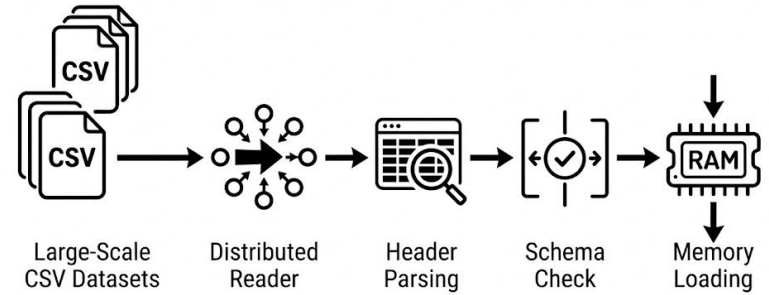 CSV
CSV
RAM
Large-Scale
CSV Datasets
Distributed
Reader
Header
Parsing
Schema
Check
Memory
Loading